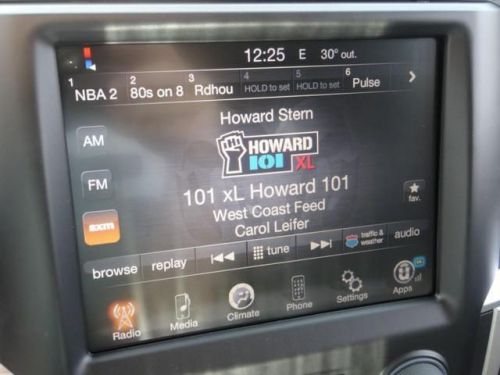 12:25 E 30° out.
1 NBA 2 2 80s on 8 3 Rdhou 4 HOLD to set 5 HOLD to set 6 Pulse >
Howard Stern
AM
HOWARD
101 XL
FM
101 xL Howard 101
West Coast Feed
Carol Leifer
fav.
sxm
browse replay tune traffic & weather audio
Radio Media Climate Phone Settings Apps